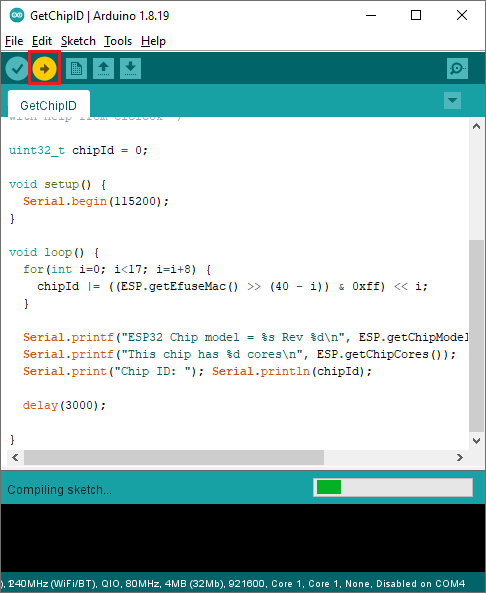 GetChipID | Arduino 1.8.19
File Edit Sketch Tools Help
GetChipID
uint32_t chipId = 0;
void setup() {
Serial.begin(115200);
}
void loop() {
for(int i=0; i<17; i=i+8) {
chipId |= ((ESP.getEfuseMac() >> (40 - i)) & 0xff) << i;
}
Serial.printf("ESP32 Chip model = %s Rev %d\n", ESP.getChipModel
Serial.printf("This chip has %d cores\n", ESP.getChipCores());
Serial.print("Chip ID: "); Serial.println(chipId);
delay(3000);
}
Compiling sketch...
), 240MHz (WiFi/BT), QIO, 80MHz, 4MB (32Mb), 921600, Core 1, Core 1, None, Disabled on COM4